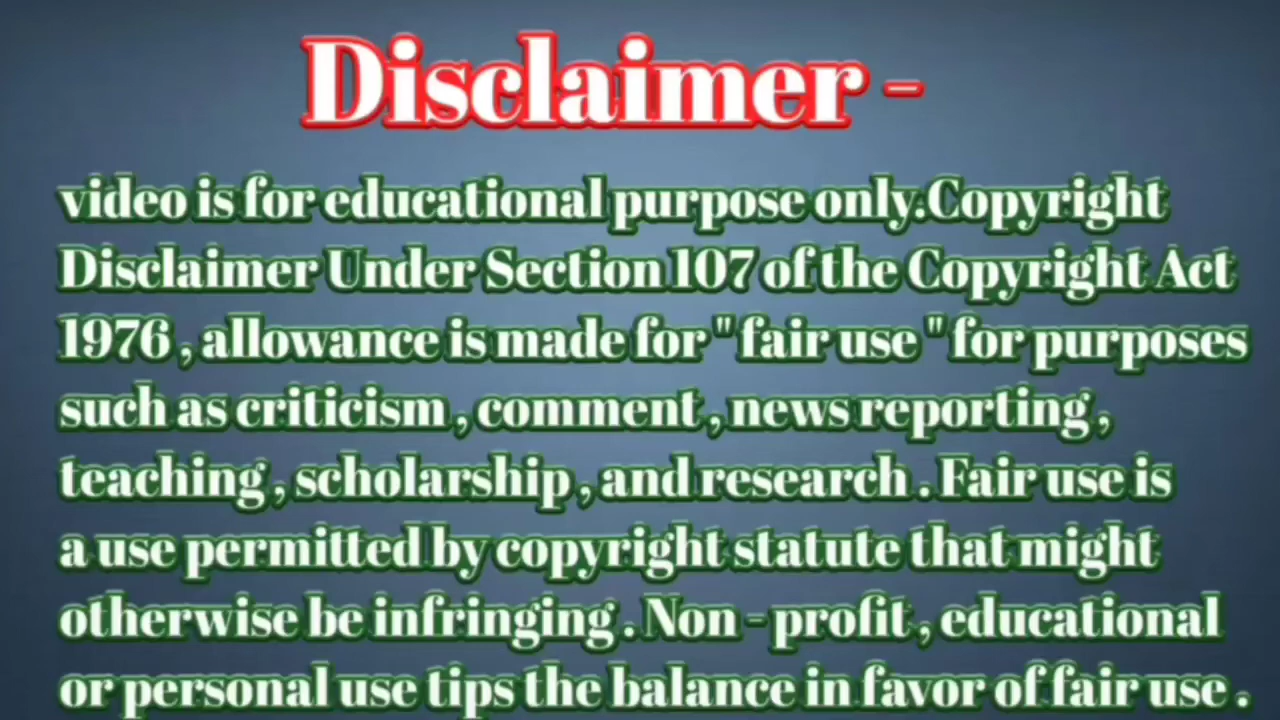 Disclaimer -
video is for educational purpose only.Copyright
Disclaimer Under Section 107 of the Copyright Act
1976 , allowance is made for " fair use " for purposes
such as criticism , comment , news reporting ,
teaching , scholarship , and research . Fair use is
a use permitted by copyright statute that might
otherwise be infringing . Non - profit , educational
or personal use tips the balance in favor of fair use .